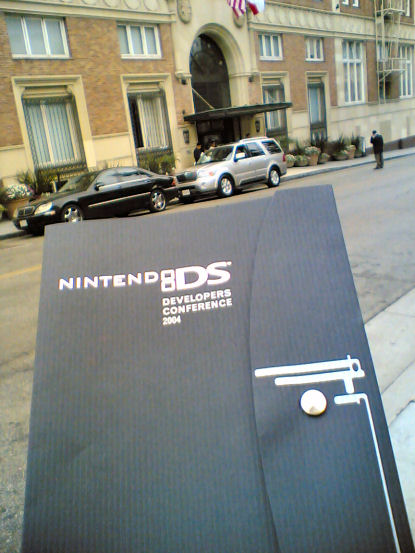 NINTENDO DS
DEVELOPERS
CONFERENCE
2004